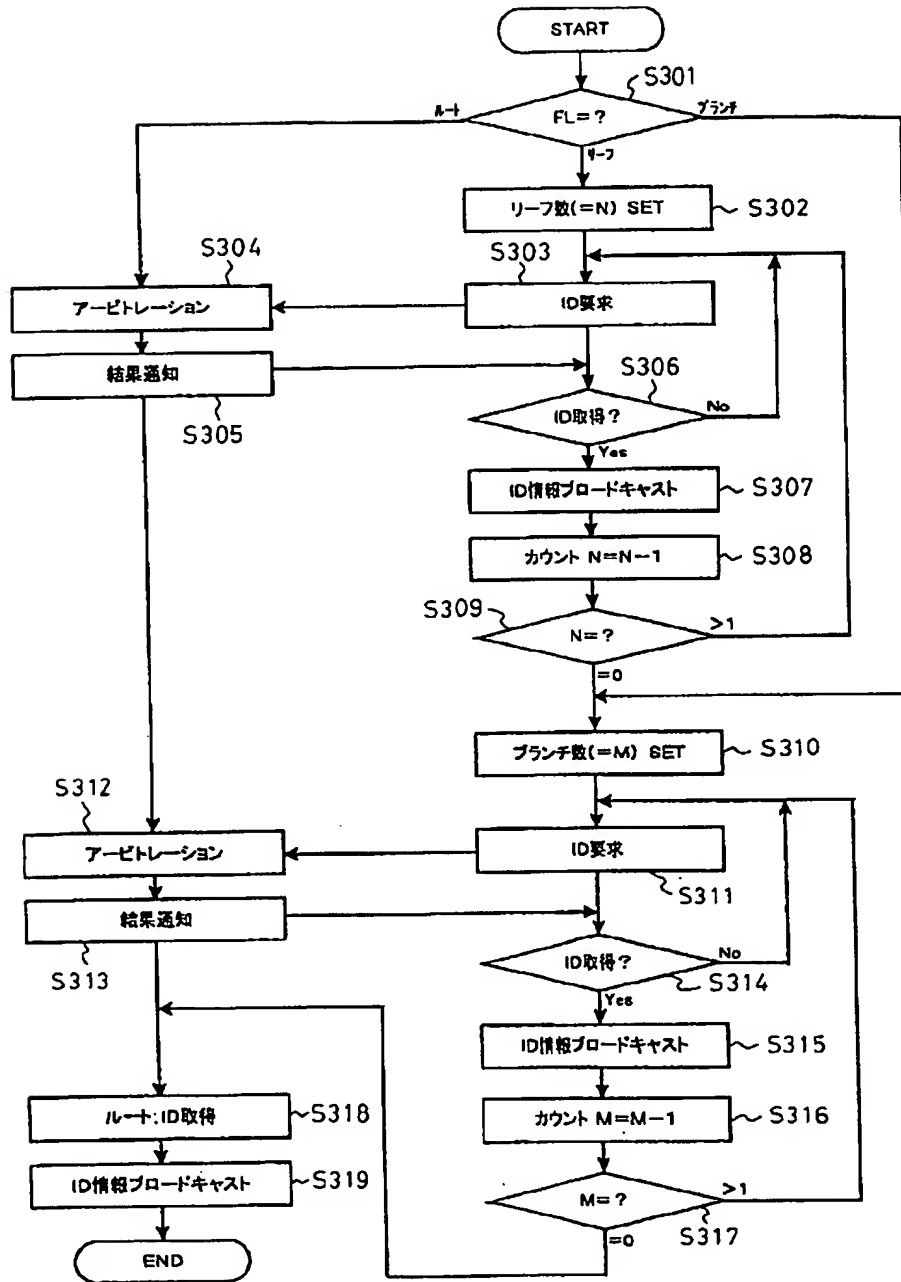 START
S301
ルート
FL=?
ブランチ
リーフ
リーフ数(=N) SET
S302
S304
S303
アービトレーション
ID要求
結果通知
S305
S306
ID取得?
No
Yes
ID情報ブロードキャスト
S307
カウント N=N-1
S308
S309
N=?
>1
=0
ブランチ数(=M) SET
S310
S312
アービトレーション
ID要求
S311
結果通知
S313
ID取得?
No
S314
Yes
ID情報ブロードキャスト
S315
カウント M=M-1
S316
ルート:ID取得
S318
ID情報ブロードキャスト
S319
M=?
>1
S317
=0
END